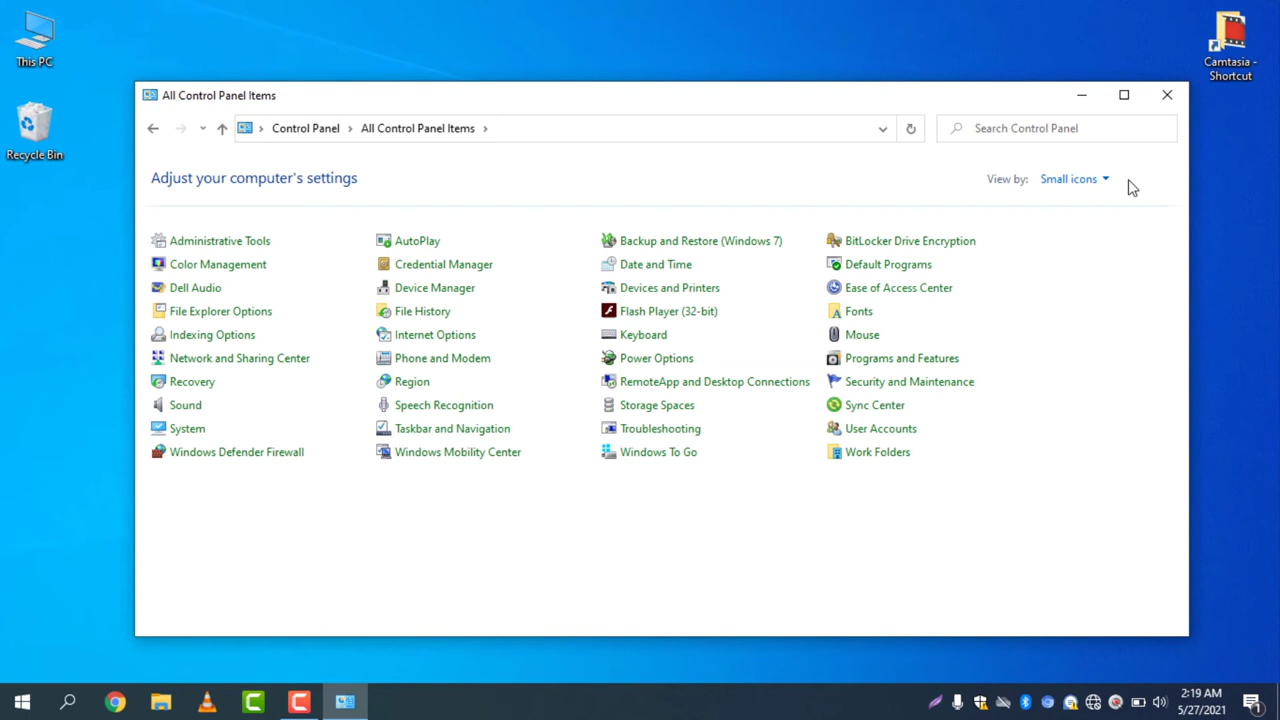 This PC
Recycle Bin
Camtasia -
Shortcut
All Control Panel Items
Control Panel
All Control Panel Items
Search Control Panel
Adjust your computer's settings
View by: Small icons
Administrative Tools
AutoPlay
Backup and Restore (Windows 7)
BitLocker Drive Encryption
Color Management
Credential Manager
Date and Time
Default Programs
Dell Audio
Device Manager
Devices and Printers
Ease of Access Center
File Explorer Options
File History
Flash Player (32-bit)
Fonts
Indexing Options
Internet Options
Keyboard
Mouse
Network and Sharing Center
Phone and Modem
Power Options
Programs and Features
Recovery
Region
RemoteApp and Desktop Connections
Security and Maintenance
Sound
Speech Recognition
Storage Spaces
Sync Center
System
Taskbar and Navigation
Troubleshooting
User Accounts
Windows Defender Firewall
Windows Mobility Center
Windows To Go
Work Folders
2:19 AM
5/27/2021
1